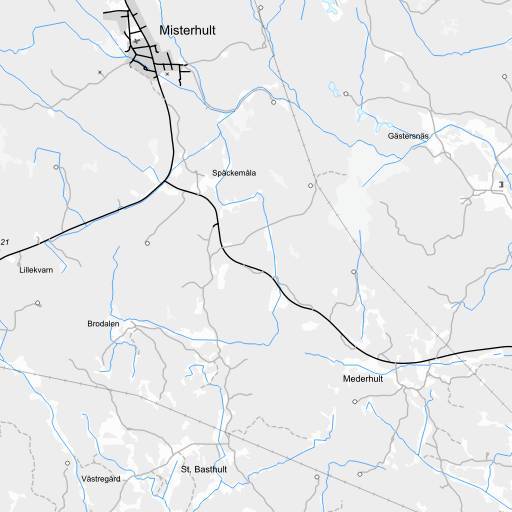 Misterhult
Gästersnäs
Späckemåla
21
Lillekvarn
Brodalen
Mederhult
St. Basthult
Västregård